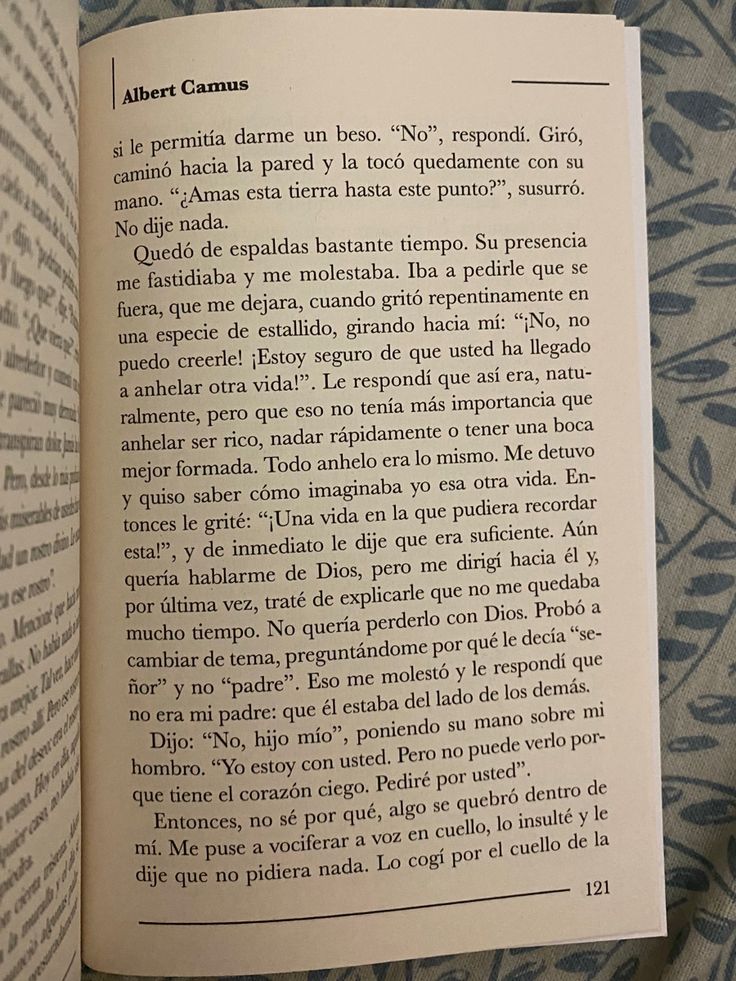 Albert Camus
si le permitía darme un beso. “No”, respondí. Giró,
caminó hacia la pared y la tocó quedamente con su
mano. “¿Amas esta tierra hasta este punto?”, susurró.
No dije nada.
Quedó de espaldas bastante tiempo. Su presencia
me fastidiaba y me molestaba. Iba a pedirle que se
fuera, que me dejara, cuando gritó repentinamente en
una especie de estallido, girando hacia mí: “¡No, no
puedo creerle! ¡Estoy seguro de que usted ha llegado
a anhelar otra vida!”. Le respondí que así era, natu-
ralmente, pero que eso no tenía más importancia que
anhelar ser rico, nadar rápidamente o tener una boca
mejor formada. Todo anhelo era lo mismo. Me detuvo
y quiso saber cómo imaginaba yo esa otra vida. En-
tonces le grité: “¡Una vida en la que pudiera recordar
esta!”, y de inmediato le dije que era suficiente. Aún
quería hablarme de Dios, pero me dirigí hacia él y,
por última vez, traté de explicarle que no me quedaba
mucho tiempo. No quería perderlo con Dios. Probó a
cambiar de tema, preguntándome por qué le decía “se-
ñor” y no “padre”. Eso me molestó y le respondí que
no era mi padre: que él estaba del lado de los demás.
Dijo: “No, hijo mío”, poniendo su mano sobre mi
hombro. “Yo estoy con usted. Pero no puede verlo por-
que tiene el corazón ciego. Pediré por usted”.
Entonces, no sé por qué, algo se quebró dentro de
mí. Me puse a vociferar a voz en cuello, lo insulté y le
dije que no pidiera nada. Lo cogí por el cuello de la
121